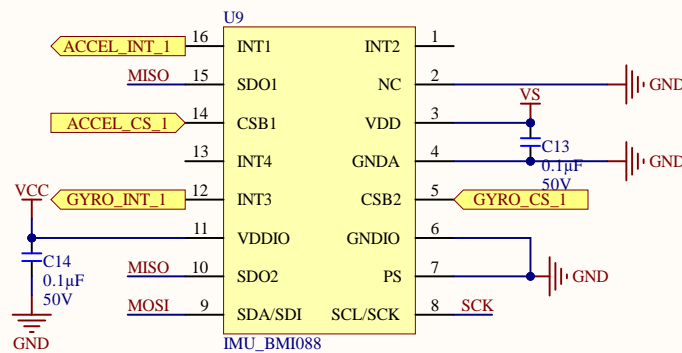 U9
ACCEL_INT_1 16 INT1 INT2 1
MISO 15 SDO1 NC 2 GND
ACCEL_CS_1 14 CSB1 VDD 3 VS
C13
0.1µF
50V
13 INT4 GNDA 4 GND
GYRO_INT_1 12 INT3 CSB2 5 GYRO_CS_1
VCC 11 VDDIO GNDIO 6
C14
0.1µF
50V
GND
MISO 10 SDO2 PS 7 GND
MOSI 9 SDA/SDI SCL/SCK 8 SCK
IMU_BMI088